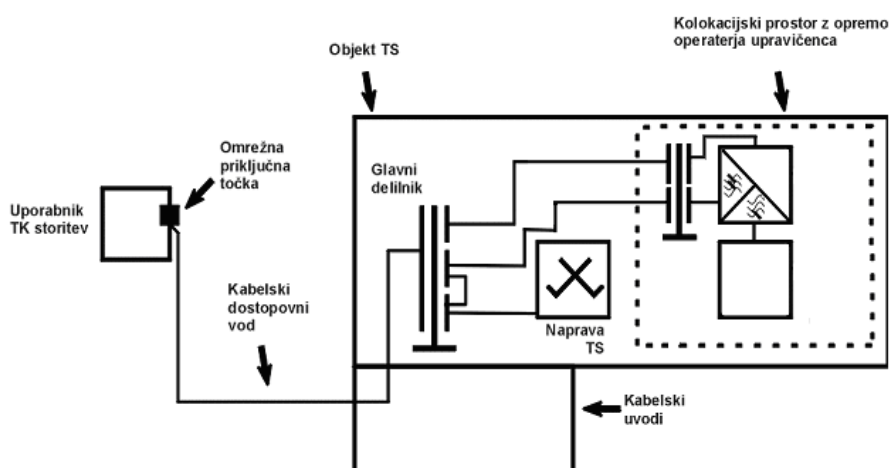 Kolokacijski prostor z opremo
operaterja upravičenca
Objekt TS
Omrežna
priključna
točka
Glavni
delilnik
Uporabnik
TK storitev
Kabelski
dostopovni
vod
Naprava
TS
Kabelski
uvodi